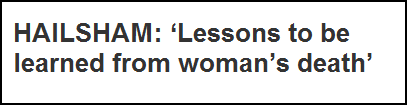 HAILSHAM: ‘Lessons to be
learned from woman’s death’